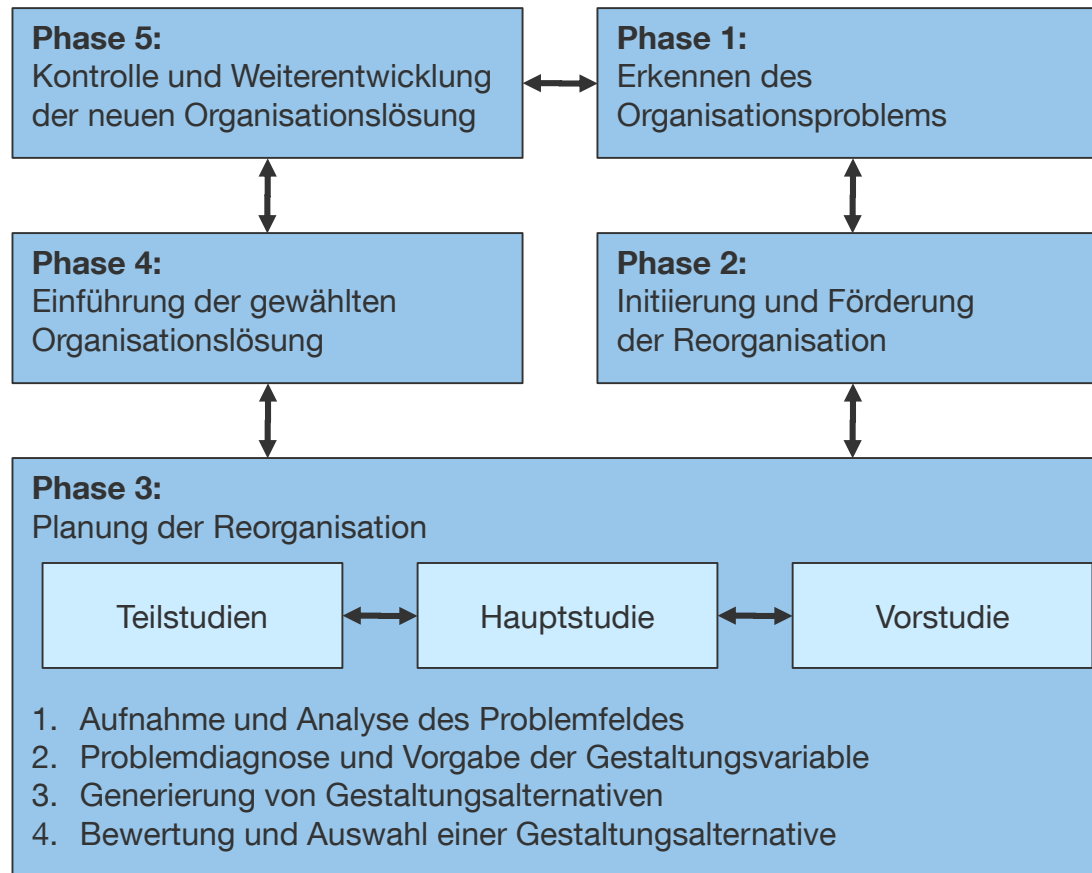 Phase 5:
Kontrolle und Weiterentwicklung
der neuen Organisationslösung
Phase 1:
Erkennen des
Organisationsproblems
Phase 4:
Einführung der gewählten
Organisationslösung
Phase 2:
Initiierung und Förderung
der Reorganisation
Phase 3:
Planung der Reorganisation
Teilstudien
Hauptstudie
Vorstudie
1. Aufnahme und Analyse des Problemfeldes
2. Problemdiagnose und Vorgabe der Gestaltungsvariable
3. Generierung von Gestaltungsalternativen
4. Bewertung und Auswahl einer Gestaltungsalternative